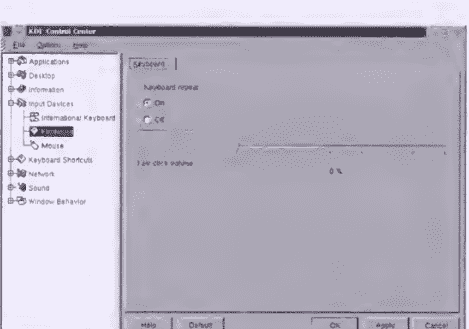 KDE Control Center
File Options Help
Applications
Desktop
Information
Input Devices
International Keyboard
Keyboard
Mouse
Keyboard Shortcuts
Network
Sound
Window Behavior
Keyboard
Keyboard repeat
On
Off
Key click volume
0 %
Help Default OK Apply Cancel